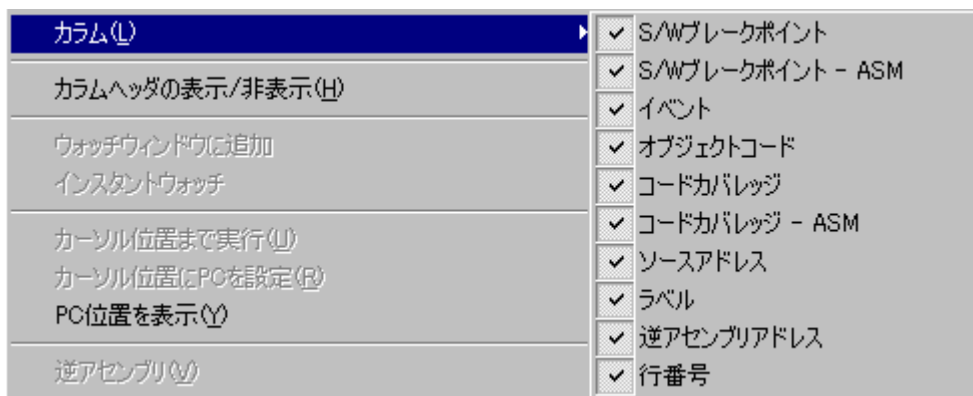 カラム(L)
カラムヘッダの表示/非表示(H)
ウォッチウィンドウに追加
インスタントウォッチ
カーソル位置まで実行(U)
カーソル位置にPCを設定(R)
PC位置を表示(Y)
逆アセンブリ(V)
S/Wブレークポイント
S/Wブレークポイント - ASM
イベント
オブジェクトコード
コードカバレッジ
コードカバレッジ - ASM
ソースアドレス
ラベル
逆アセンブリアドレス
行番号